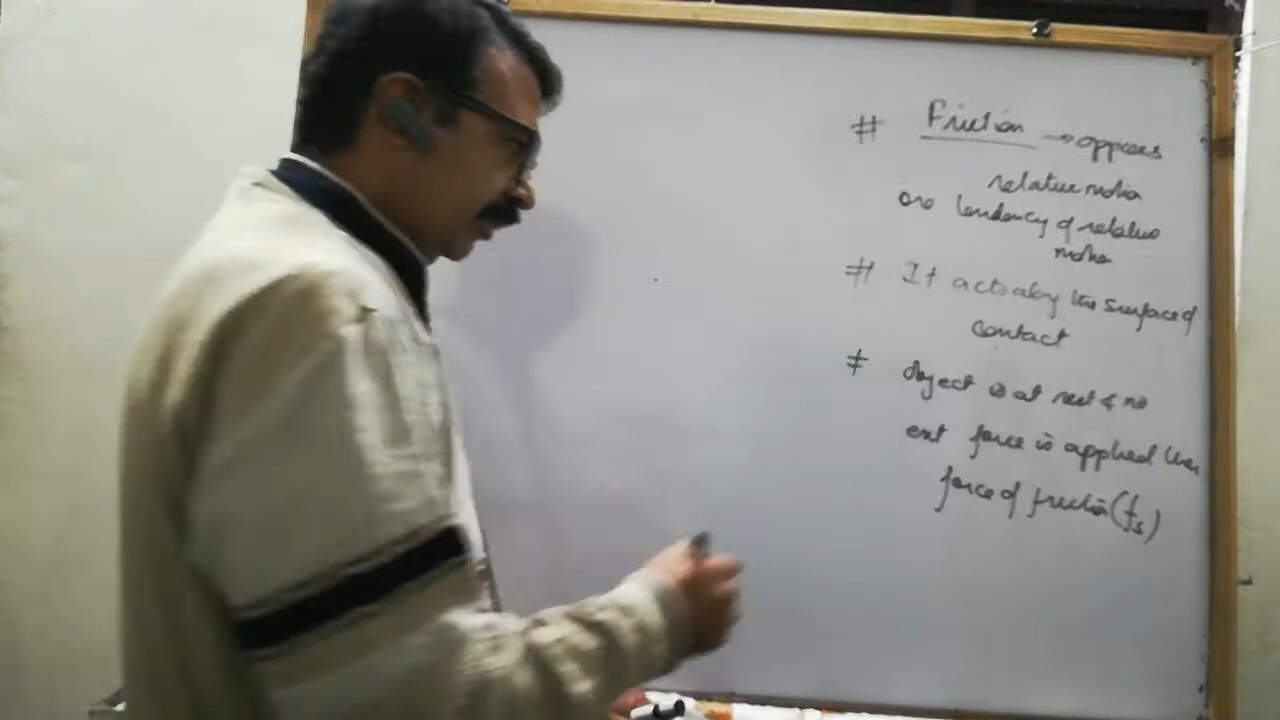 # Friction → opposes
relative motion
or tendency of relative
motion
# It acts along the surface of
contact
# object is at rest & no
ext force is applied then
force of friction (fs)